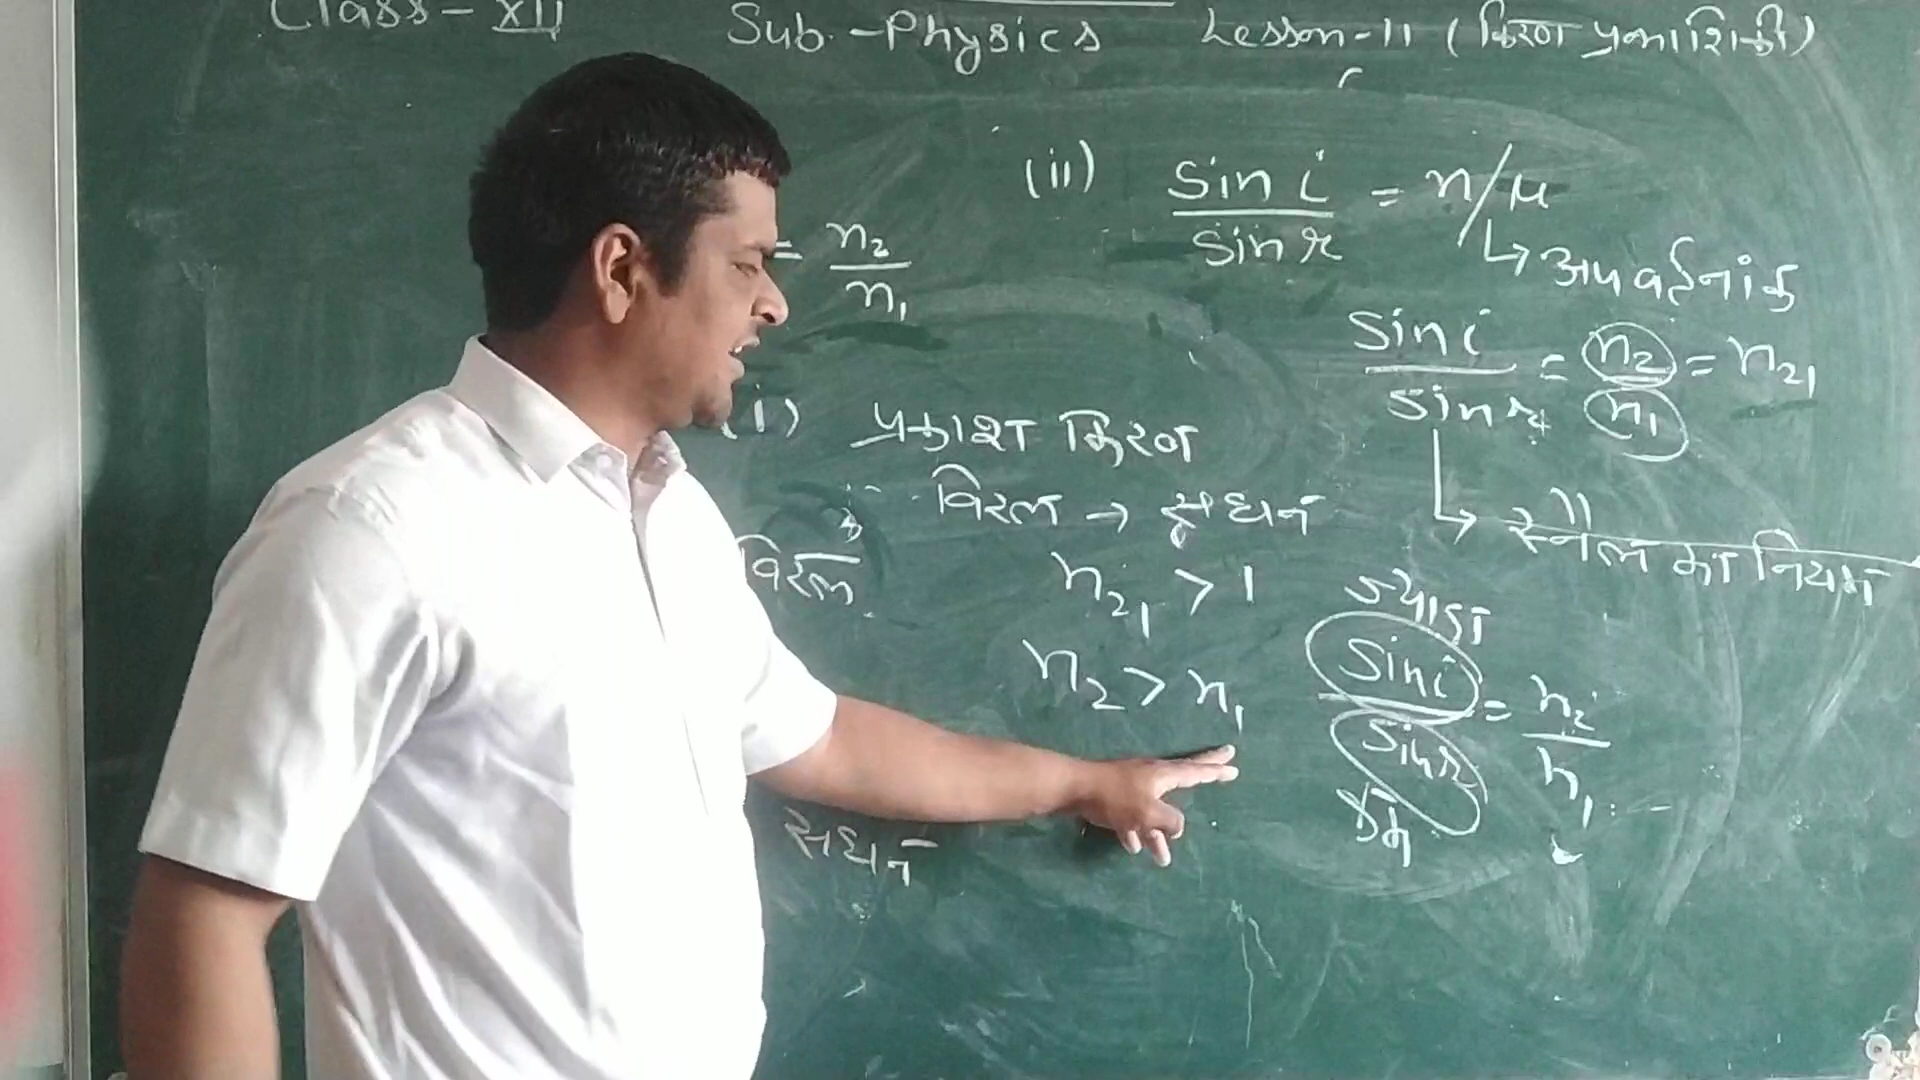 Class - XII Sub. - Physics Lesson - 11 (किरण प्रकाशिकी)
(ii) sin i / sin r = n/μ
↳ अपवर्तनांक
= n₂ / n₁
sin i / sin r = n₂ / n₁ = n₂₁
↳ स्नैल का नियम
(i) प्रकाश किरण
विरल → सघन
विरल
n₂₁ > 1
n₂ > n₁
ज्यादा
sin i / sin r = n₂ / n₁
कम
सघन